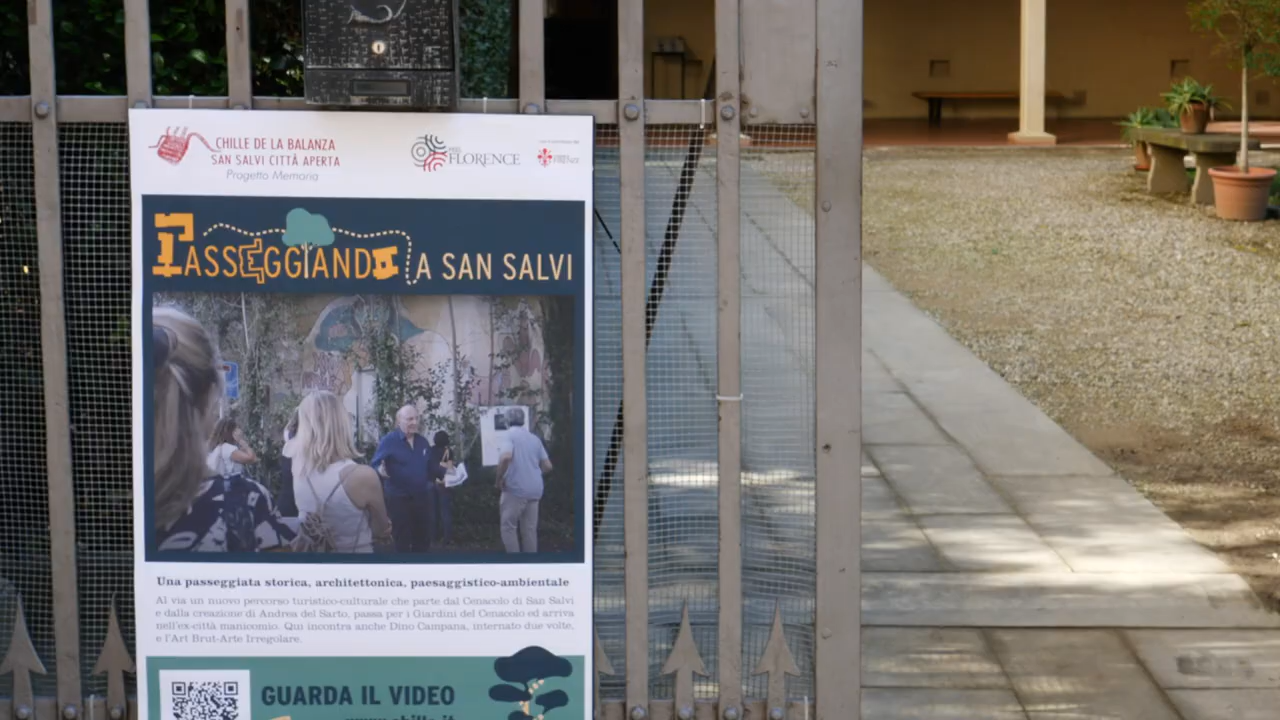 CHILLE DE LA BALANZA
SAN SALVI CITTÀ APERTA
Progetto Memoria
FLORENCE
FIRENZE
PASSEGGIANDO A SAN SALVI
Una passeggiata storica, architettonica, paesaggistico-ambientale
Al via un nuovo percorso turistico-culturale che parte dal Cenacolo di San Salvi
e dalla creazione di Andrea del Sarto, passa per i Giardini del Cenacolo ed arriva
nell'ex-città manicomio. Qui incontra anche Dino Campana, internato due volte,
e l'Art Brut-Arte Irregolare.
GUARDA IL VIDEO